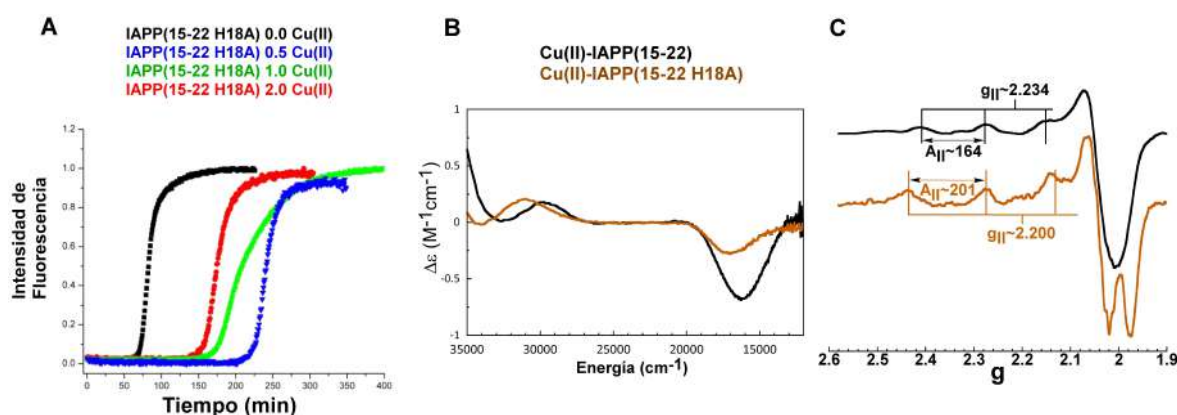 A
IAPP(15-22 H18A) 0.0 Cu(II)
IAPP(15-22 H18A) 0.5 Cu(II)
IAPP(15-22 H18A) 1.0 Cu(II)
IAPP(15-22 H18A) 2.0 Cu(II)
Intensidad de
Fluorescencia
1.2
1.0
0.8
0.6
0.4
0.2
0.0
0 50 100 150 200 250 300 350 400
Tiempo (min)
B
Cu(II)-IAPP(15-22)
Cu(II)-IAPP(15-22 H18A)
Δε (M-1cm-1)
1
0.5
0
-0.5
-1
35000 30000 25000 20000 15000
Energía (cm-1)
C
gII~2.234
AII~164
AII~201
gII~2.200
2.6 2.5 2.4 2.3 2.2 2.1 2 1.9
g